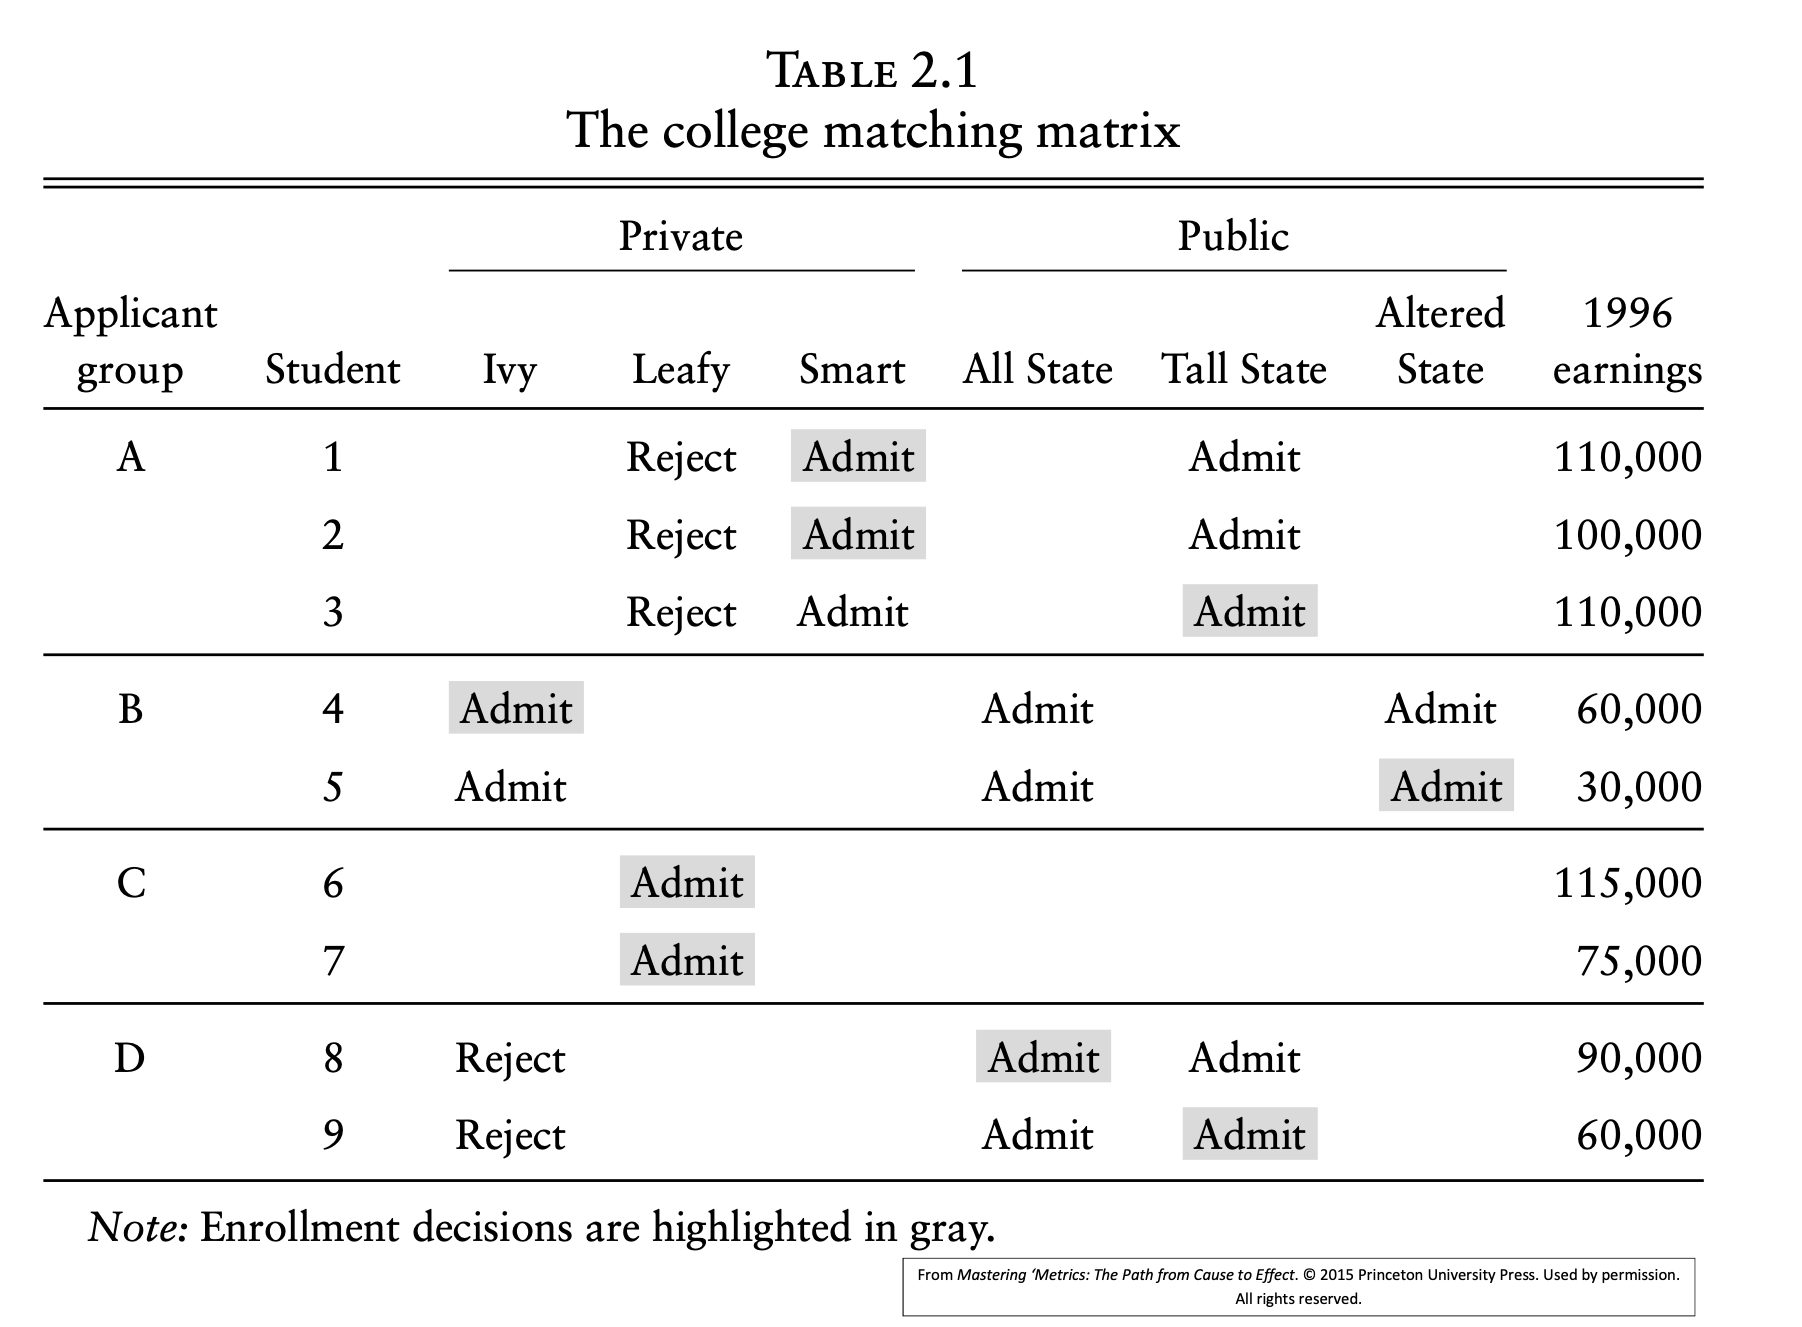 TABLE 2.1
The college matching matrix
Private Public
Applicant Altered 1996
group Student Ivy Leafy Smart All State Tall State State earnings
A 1 Reject Admit Admit 110,000
2 Reject Admit Admit 100,000
3 Reject Admit Admit 110,000
B 4 Admit Admit Admit 60,000
5 Admit Admit Admit 30,000
C 6 Admit 115,000
7 Admit 75,000
D 8 Reject Admit Admit 90,000
9 Reject Admit Admit 60,000
Note: Enrollment decisions are highlighted in gray.
From Mastering ‘Metrics: The Path from Cause to Effect. © 2015 Princeton University Press. Used by permission.
All rights reserved.